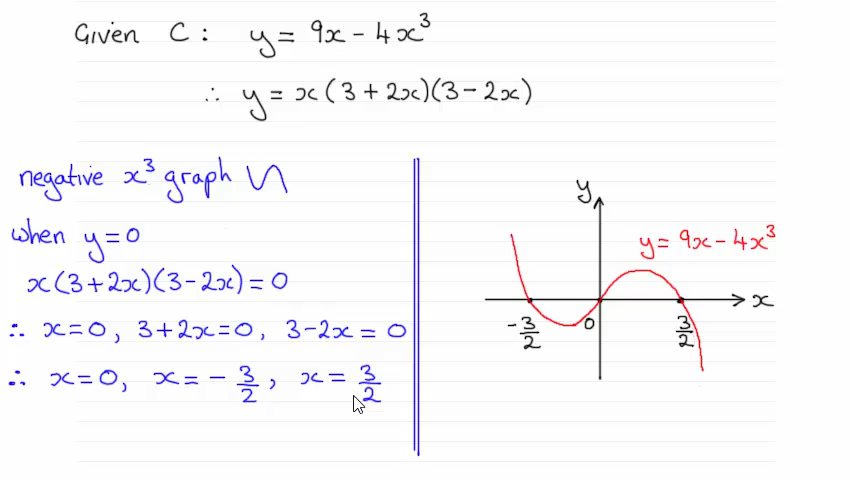 Given C: y = 9x - 4x³
∴ y = x(3 + 2x)(3 - 2x)
negative x³ graph
when y = 0
x(3 + 2x)(3 - 2x) = 0
∴ x = 0, 3 + 2x = 0, 3 - 2x = 0
∴ x = 0, x = -3/2, x = 3/2
y
y = 9x - 4x³
x
-3/2
0
3/2